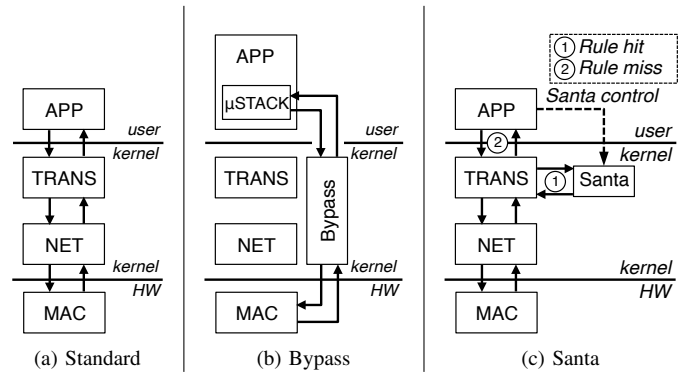 APP
user
kernel
TRANS
NET
kernel
HW
MAC
(a) Standard
APP
µSTACK
user
kernel
TRANS
Bypass
NET
kernel
HW
MAC
(b) Bypass
1 Rule hit
2 Rule miss
Santa control
APP
user
2
kernel
TRANS
1
Santa
NET
kernel
HW
MAC
(c) Santa